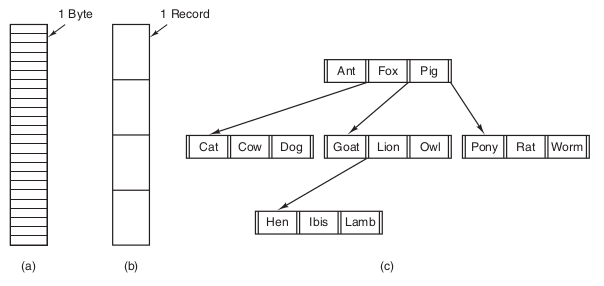 1 Byte
1 Record
Ant Fox Pig
Cat Cow Dog
Goat Lion Owl
Pony Rat Worm
Hen Ibis Lamb
(a)
(b)
(c)